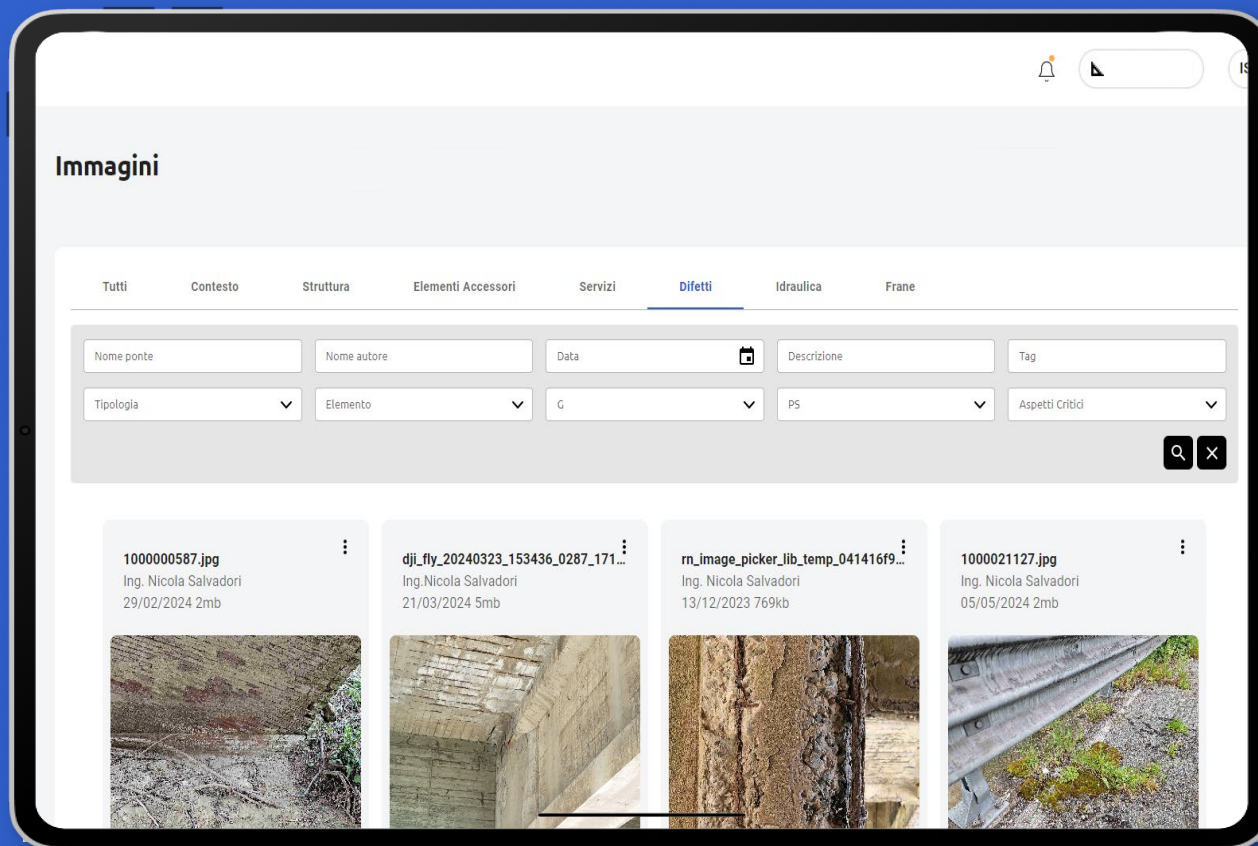 IS
Immagini
Tutti Contesto Struttura Elementi Accessori Servizi Difetti Idraulica Frane
Nome ponte Nome autore Data Descrizione Tag
Tipologia Elemento G PS Aspetti Critici
1000000587.jpg
Ing. Nicola Salvadori
29/02/2024 2mb
dji_fly_20240323_153436_0287_171...
Ing.Nicola Salvadori
21/03/2024 5mb
rn_image_picker_lib_temp_041416f9...
Ing. Nicola Salvadori
13/12/2023 769kb
1000021127.jpg
Ing. Nicola Salvadori
05/05/2024 2mb